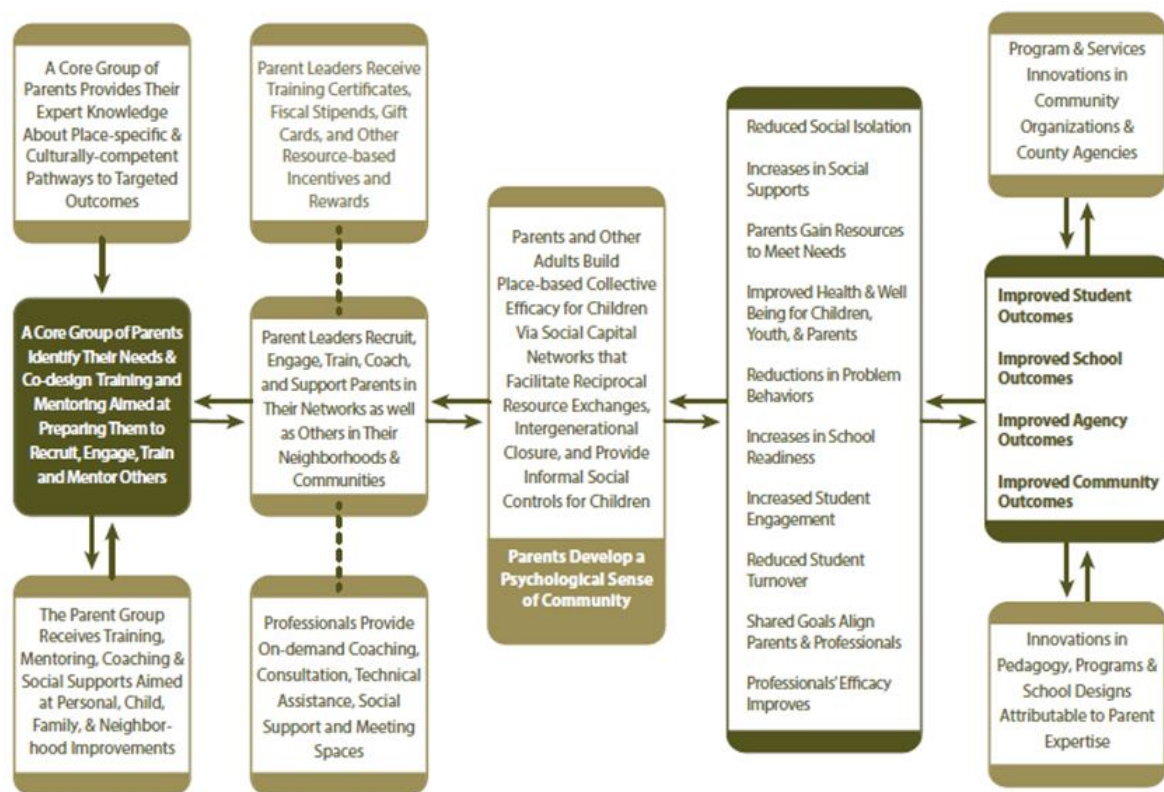 A Core Group of
Parents Provides Their
Expert Knowledge
About Place-specific &
Culturally-competent
Pathways to Targeted
Outcomes
A Core Group of Parents
Identify Their Needs &
Co-design Training and
Mentoring Aimed at
Preparing Them to
Recruit, Engage, Train
and Mentor Others
The Parent Group
Receives Training,
Mentoring, Coaching &
Social Supports Aimed
at Personal, Child,
Family, & Neighbor-
hood Improvements
Parent Leaders Receive
Training Certificates,
Fiscal Stipends, Gift
Cards, and Other
Resource-based
Incentives and
Rewards
Parent Leaders Recruit,
Engage, Train, Coach,
and Support Parents in
Their Networks as well
as Others in Their
Neighborhoods &
Communities
Professionals Provide
On-demand Coaching,
Consultation, Technical
Assistance, Social
Support and Meeting
Spaces
Parents and Other
Adults Build
Place-based Collective
Efficacy for Children
Via Social Capital
Networks that
Facilitate Reciprocal
Resource Exchanges,
Intergenerational
Closure, and Provide
Informal Social
Controls for Children
Parents Develop a
Psychological Sense
of Community
Reduced Social Isolation
Increases in Social
Supports
Parents Gain Resources
to Meet Needs
Improved Health & Well
Being for Children,
Youth, & Parents
Reductions in Problem
Behaviors
Increases in School
Readiness
Increased Student
Engagement
Reduced Student
Turnover
Shared Goals Align
Parents & Professionals
Professionals' Efficacy
Improves
Program & Services
Innovations in
Community
Organizations &
County Agencies
Improved Student
Outcomes
Improved School
Outcomes
Improved Agency
Outcomes
Improved Community
Outcomes
Innovations in
Pedagogy, Programs &
School Designs
Attributable to Parent
Expertise